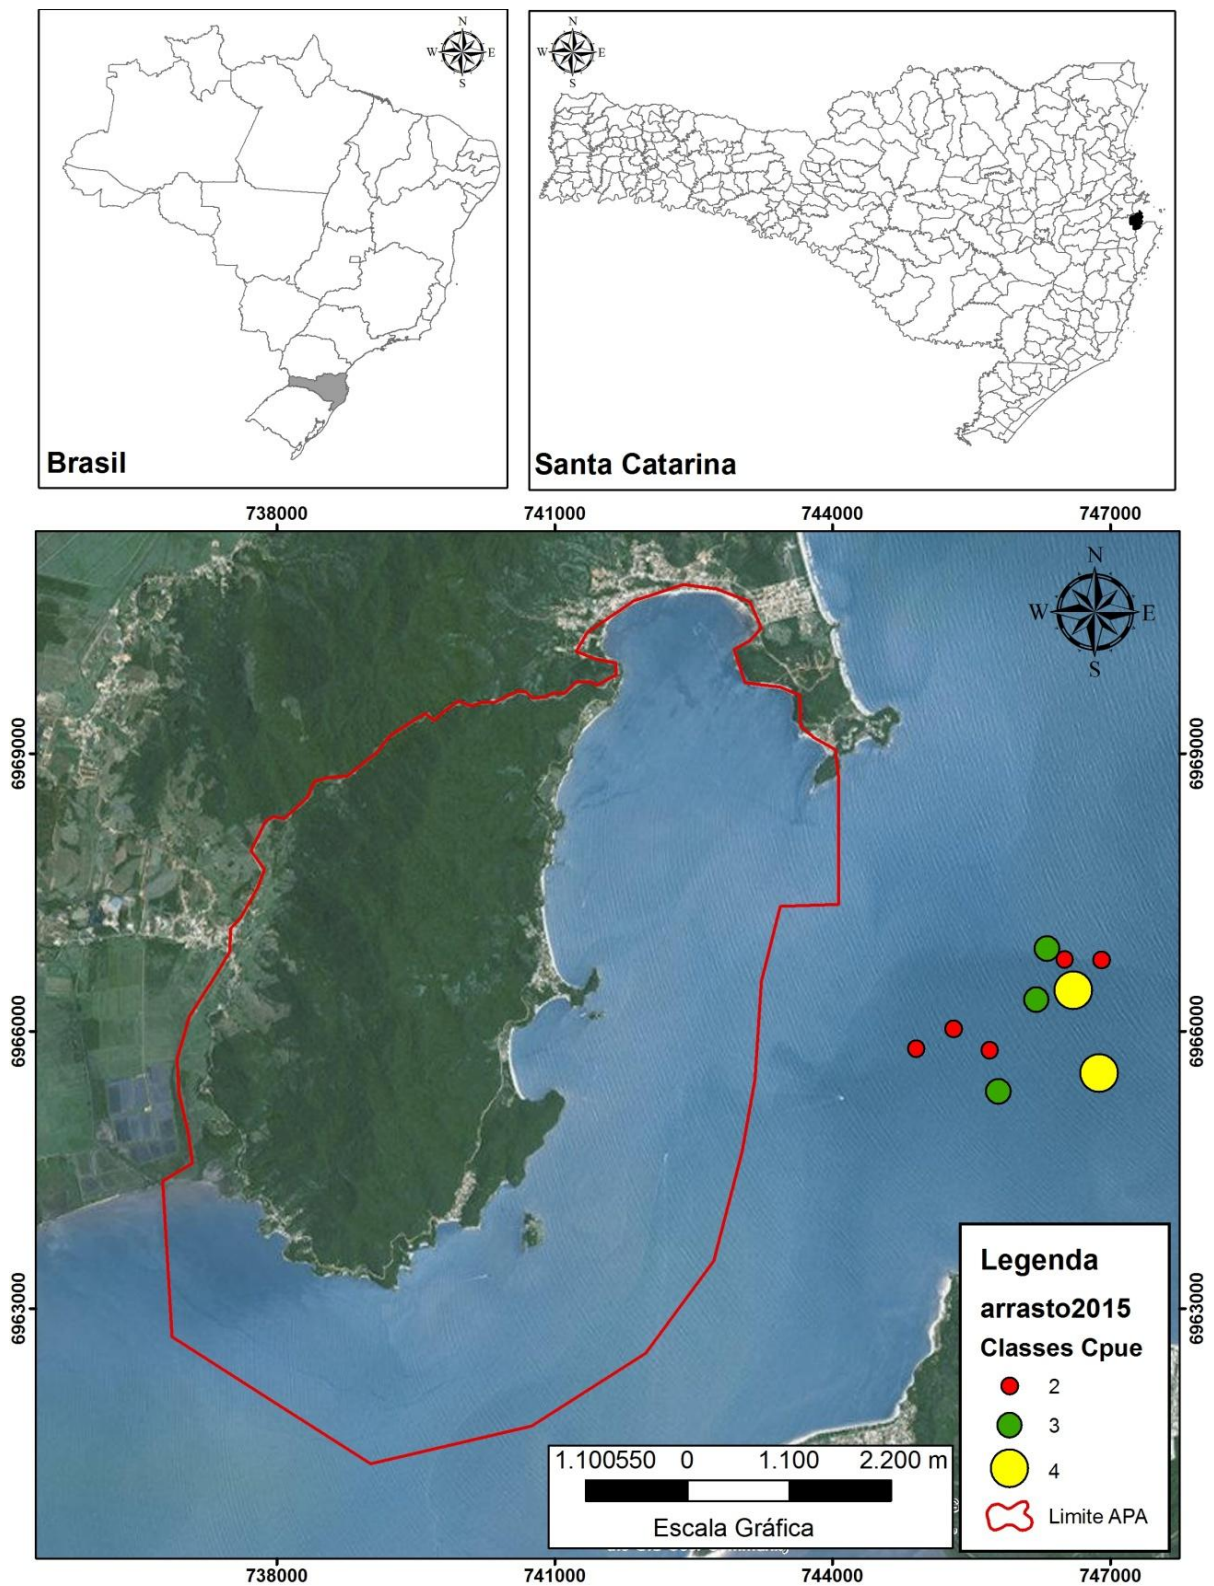 N
W E
S
Brasil
N
W E
S
Santa Catarina
738000 741000 744000 747000
N
W E
S
6969000 6969000
6966000 6966000
6963000 6963000
Legenda
arrasto2015
Classes Cpue
2
3
4
Limite APA
1.100550 0 1.100 2.200 m
Escala Gráfica
738000 741000 744000 747000